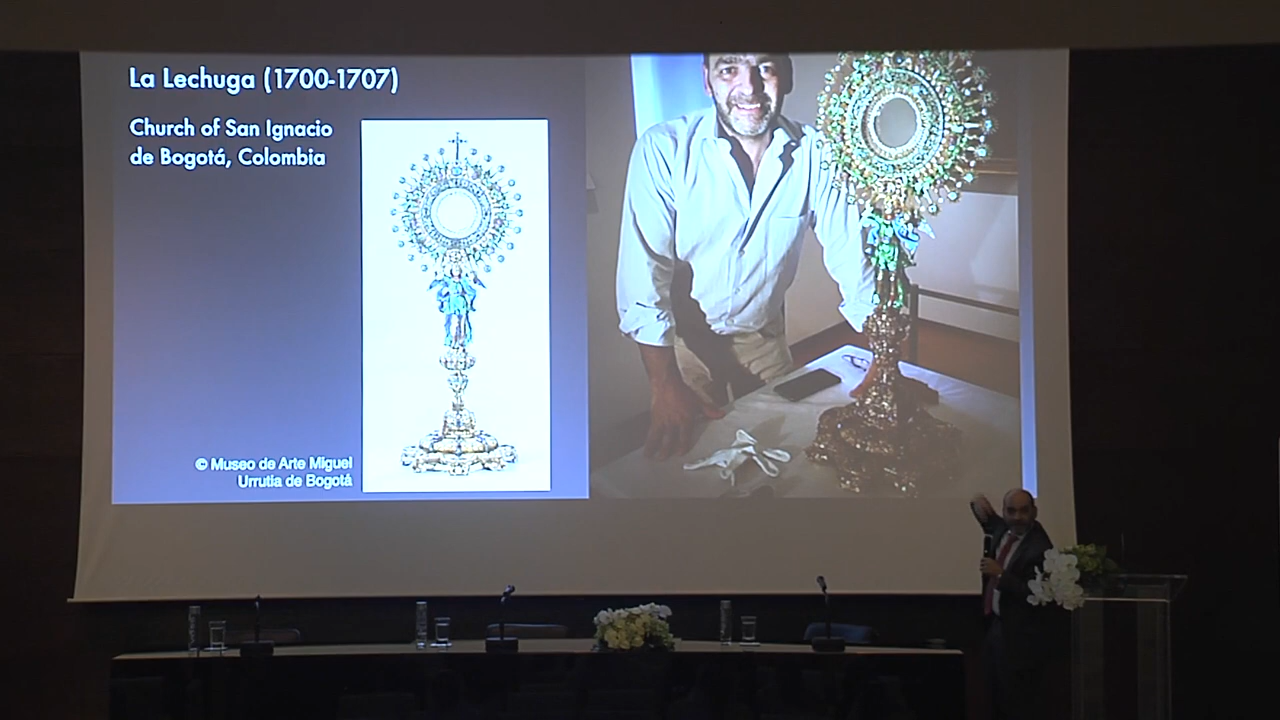 La Lechuga (1700-1707)
Church of San Ignacio
de Bogotá, Colombia
© Museo de Arte Miguel
Urrutia de Bogotá